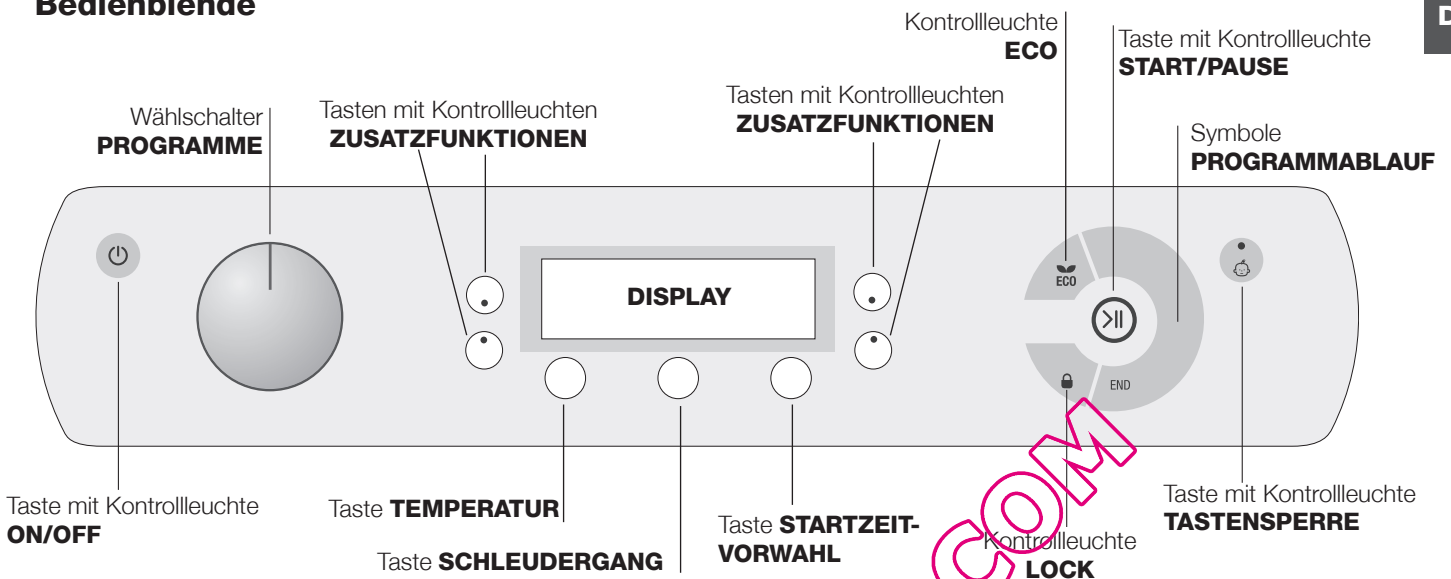 Bedienblende
D
Kontrollleuchte
ECO
Taste mit Kontrollleuchte
START/PAUSE
Wählschalter
PROGRAMME
Tasten mit Kontrollleuchten
ZUSATZFUNKTIONEN
Tasten mit Kontrollleuchten
ZUSATZFUNKTIONEN
Symbole
PROGRAMMABLAUF
DISPLAY
ECO
END
Taste mit Kontrollleuchte
ON/OFF
Taste TEMPERATUR
Taste SCHLEUDERGANG
Taste STARTZEIT-
VORWAHL
Kontrollleuchte
LOCK
Taste mit Kontrollleuchte
TASTENSPERRE
COM